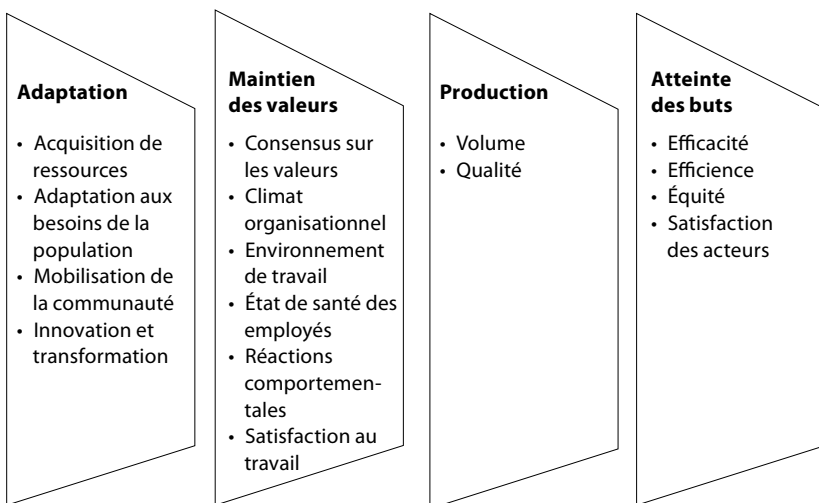 Adaptation
• Acquisition de
ressources
• Adaptation aux
besoins de la
population
• Mobilisation de
la communauté
• Innovation et
transformation
Maintien
des valeurs
• Consensus sur
les valeurs
• Climat
organisationnel
• Environnement
de travail
• État de santé des
employés
• Réactions
comportemen-
tales
• Satisfaction au
travail
Production
• Volume
• Qualité
Atteinte
des buts
• Efficacité
• Efficience
• Équité
• Satisfaction
des acteurs